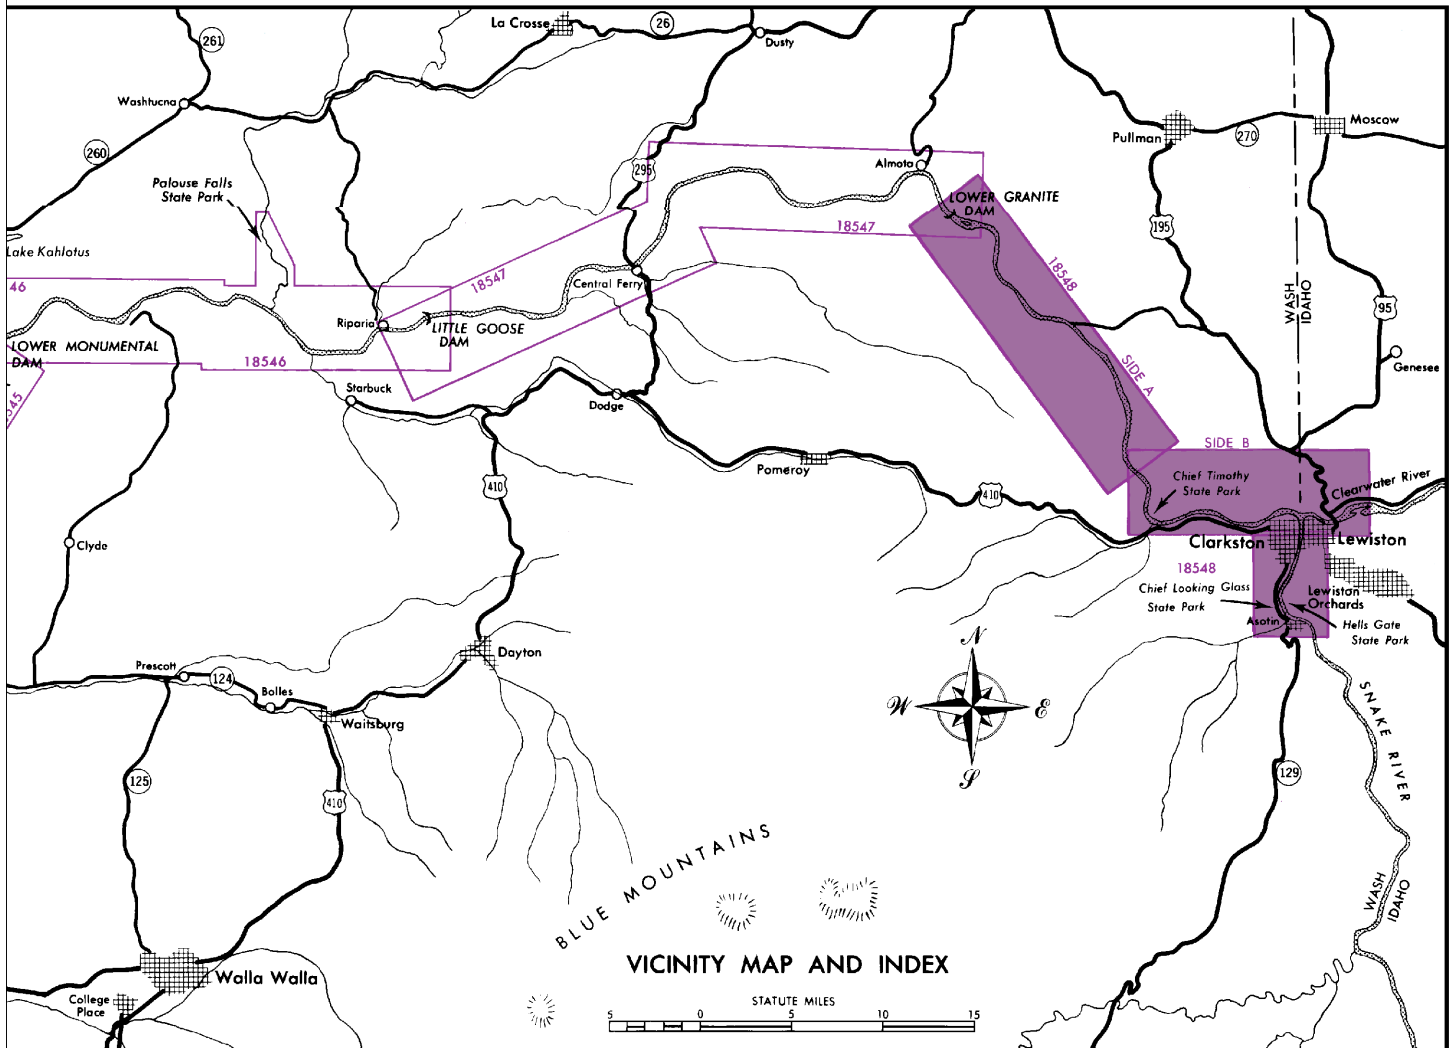 La Crosse
26
Dusty
261
Washtucna
260
Palouse Falls
State Park
295
Almota
Pullman
270
Moscow
LOWER GRANITE
DAM
195
Lake Kahlotus
46
18547
18547
Central Ferry
18548
WASH
IDAHO
95
Riparia
LITTLE GOOSE
DAM
LOWER MONUMENTAL
DAM
18546
SIDE A
Genesee
Starbuck
Dodge
SIDE B
Pomeroy
410
410
Chief Timothy
State Park
Clearwater River
Clyde
Clarkston
Lewiston
18548
Chief Looking Glass
State Park
Lewiston
Orchards
Asotin
Hells Gate
State Park
N
W
E
S
Dayton
Prescott
124
Bolles
Waitsburg
SNAKE RIVER
125
410
129
BLUE MOUNTAINS
WASH
IDAHO
VICINITY MAP AND INDEX
Walla Walla
College
Place
STATUTE MILES
5 0 5 10 15